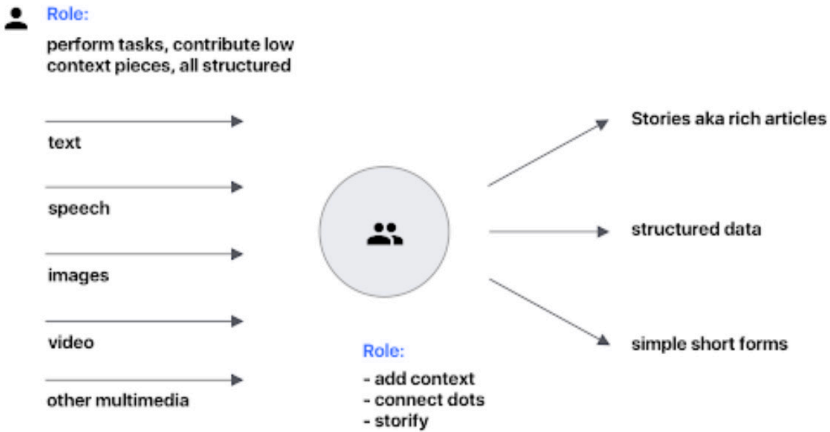 Role:
perform tasks, contribute low
context pieces, all structured
text
speech
images
video
other multimedia
Role:
- add context
- connect dots
- storify
Stories aka rich articles
structured data
simple short forms